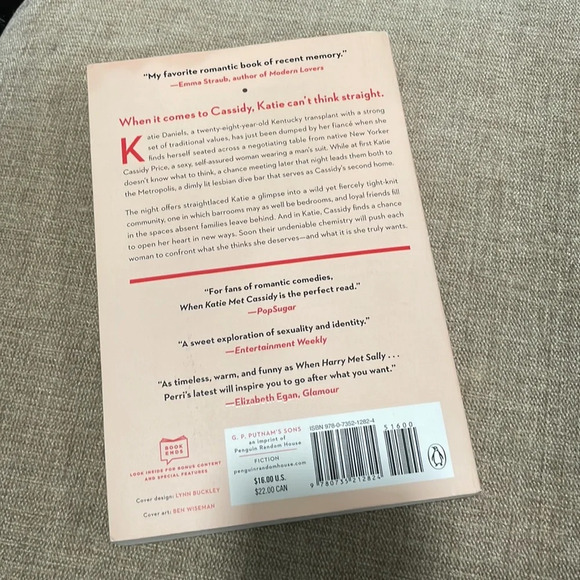 "My favorite romantic book of recent memory."
—Emma Straub, author of Modern Lovers
•
When it comes to Cassidy, Katie can't think straight.
Katie Daniels, a twenty-eight-year-old Kentucky transplant with a strong
set of traditional values, has just been dumped by her fiancé when she
finds herself seated across a negotiating table from native New Yorker
Cassidy Price, a sexy, self-assured woman wearing a man's suit. While at first Katie
doesn't know what to think, a chance meeting later that night leads them both to
the Metropolis, a dimly lit lesbian dive bar that serves as Cassidy's second home.
The night offers straightlaced Katie a glimpse into a wild yet fiercely tight-knit
community, one in which barrooms may as well be bedrooms, and loyal friends fill
in the spaces absent families leave behind. And in Katie, Cassidy finds a chance
to open her heart in new ways. Soon their undeniable chemistry will push each
woman to confront what she thinks she deserves—and what it is she truly wants.
"For fans of romantic comedies,
When Katie Met Cassidy is the perfect read."
—PopSugar
"A sweet exploration of sexuality and identity."
—Entertainment Weekly
"As timeless, warm, and funny as When Harry Met Sally . . .
Perri's latest will inspire you to go after what you want."
—Elizabeth Egan, Glamour
BOOK
ENDS
LOOK INSIDE FOR BONUS CONTENT
AND SPECIAL FEATURES
Cover design: LYNN BUCKLEY
Cover art: BEN WISEMAN
G. P. PUTNAM'S SONS
an imprint of
Penguin Random House
FICTION
penguinrandomhouse.com
$16.00 U.S.
$22.00 CAN
ISBN 978-0-7352-1282-4
51600
9 780735 212824